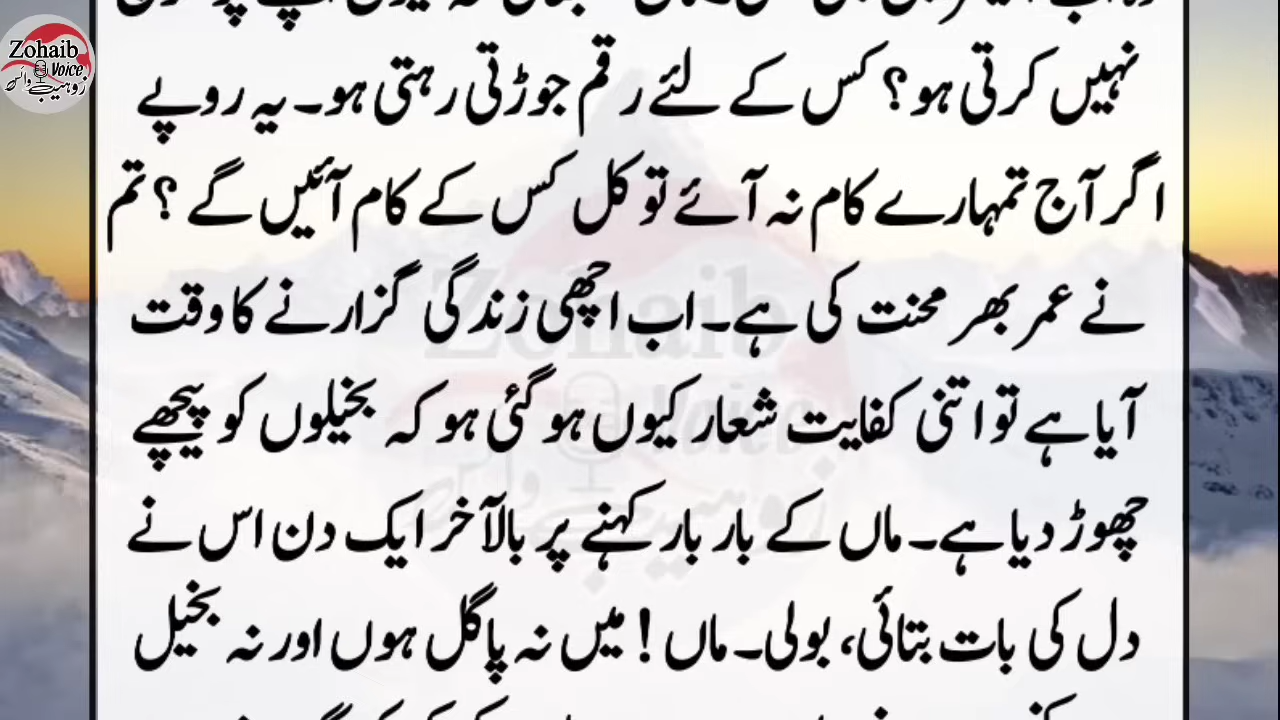 Zohaib
Voice
زوہیب وائس
نہیں کرتی ہو؟ کس کے لئے رقم جوڑتی رہتی ہو۔ یہ روپے
اگر آج تمہارے کام نہ آئے تو کل کس کے کام آئیں گے ؟ تم
نے عمر بھر محنت کی ہے۔ اب اچھی زندگی گزارنے کا وقت
آیا ہے تو اتنی کفایت شعار کیوں ہو گئی ہو کہ بخیلوں کو پیچھے
چھوڑ دیا ہے۔ ماں کے بار بار کہنے پر بالآخر ایک دن اس نے
دل کی بات بتائی، بولی۔ ماں ! میں نہ پاگل ہوں اور نہ بخیل